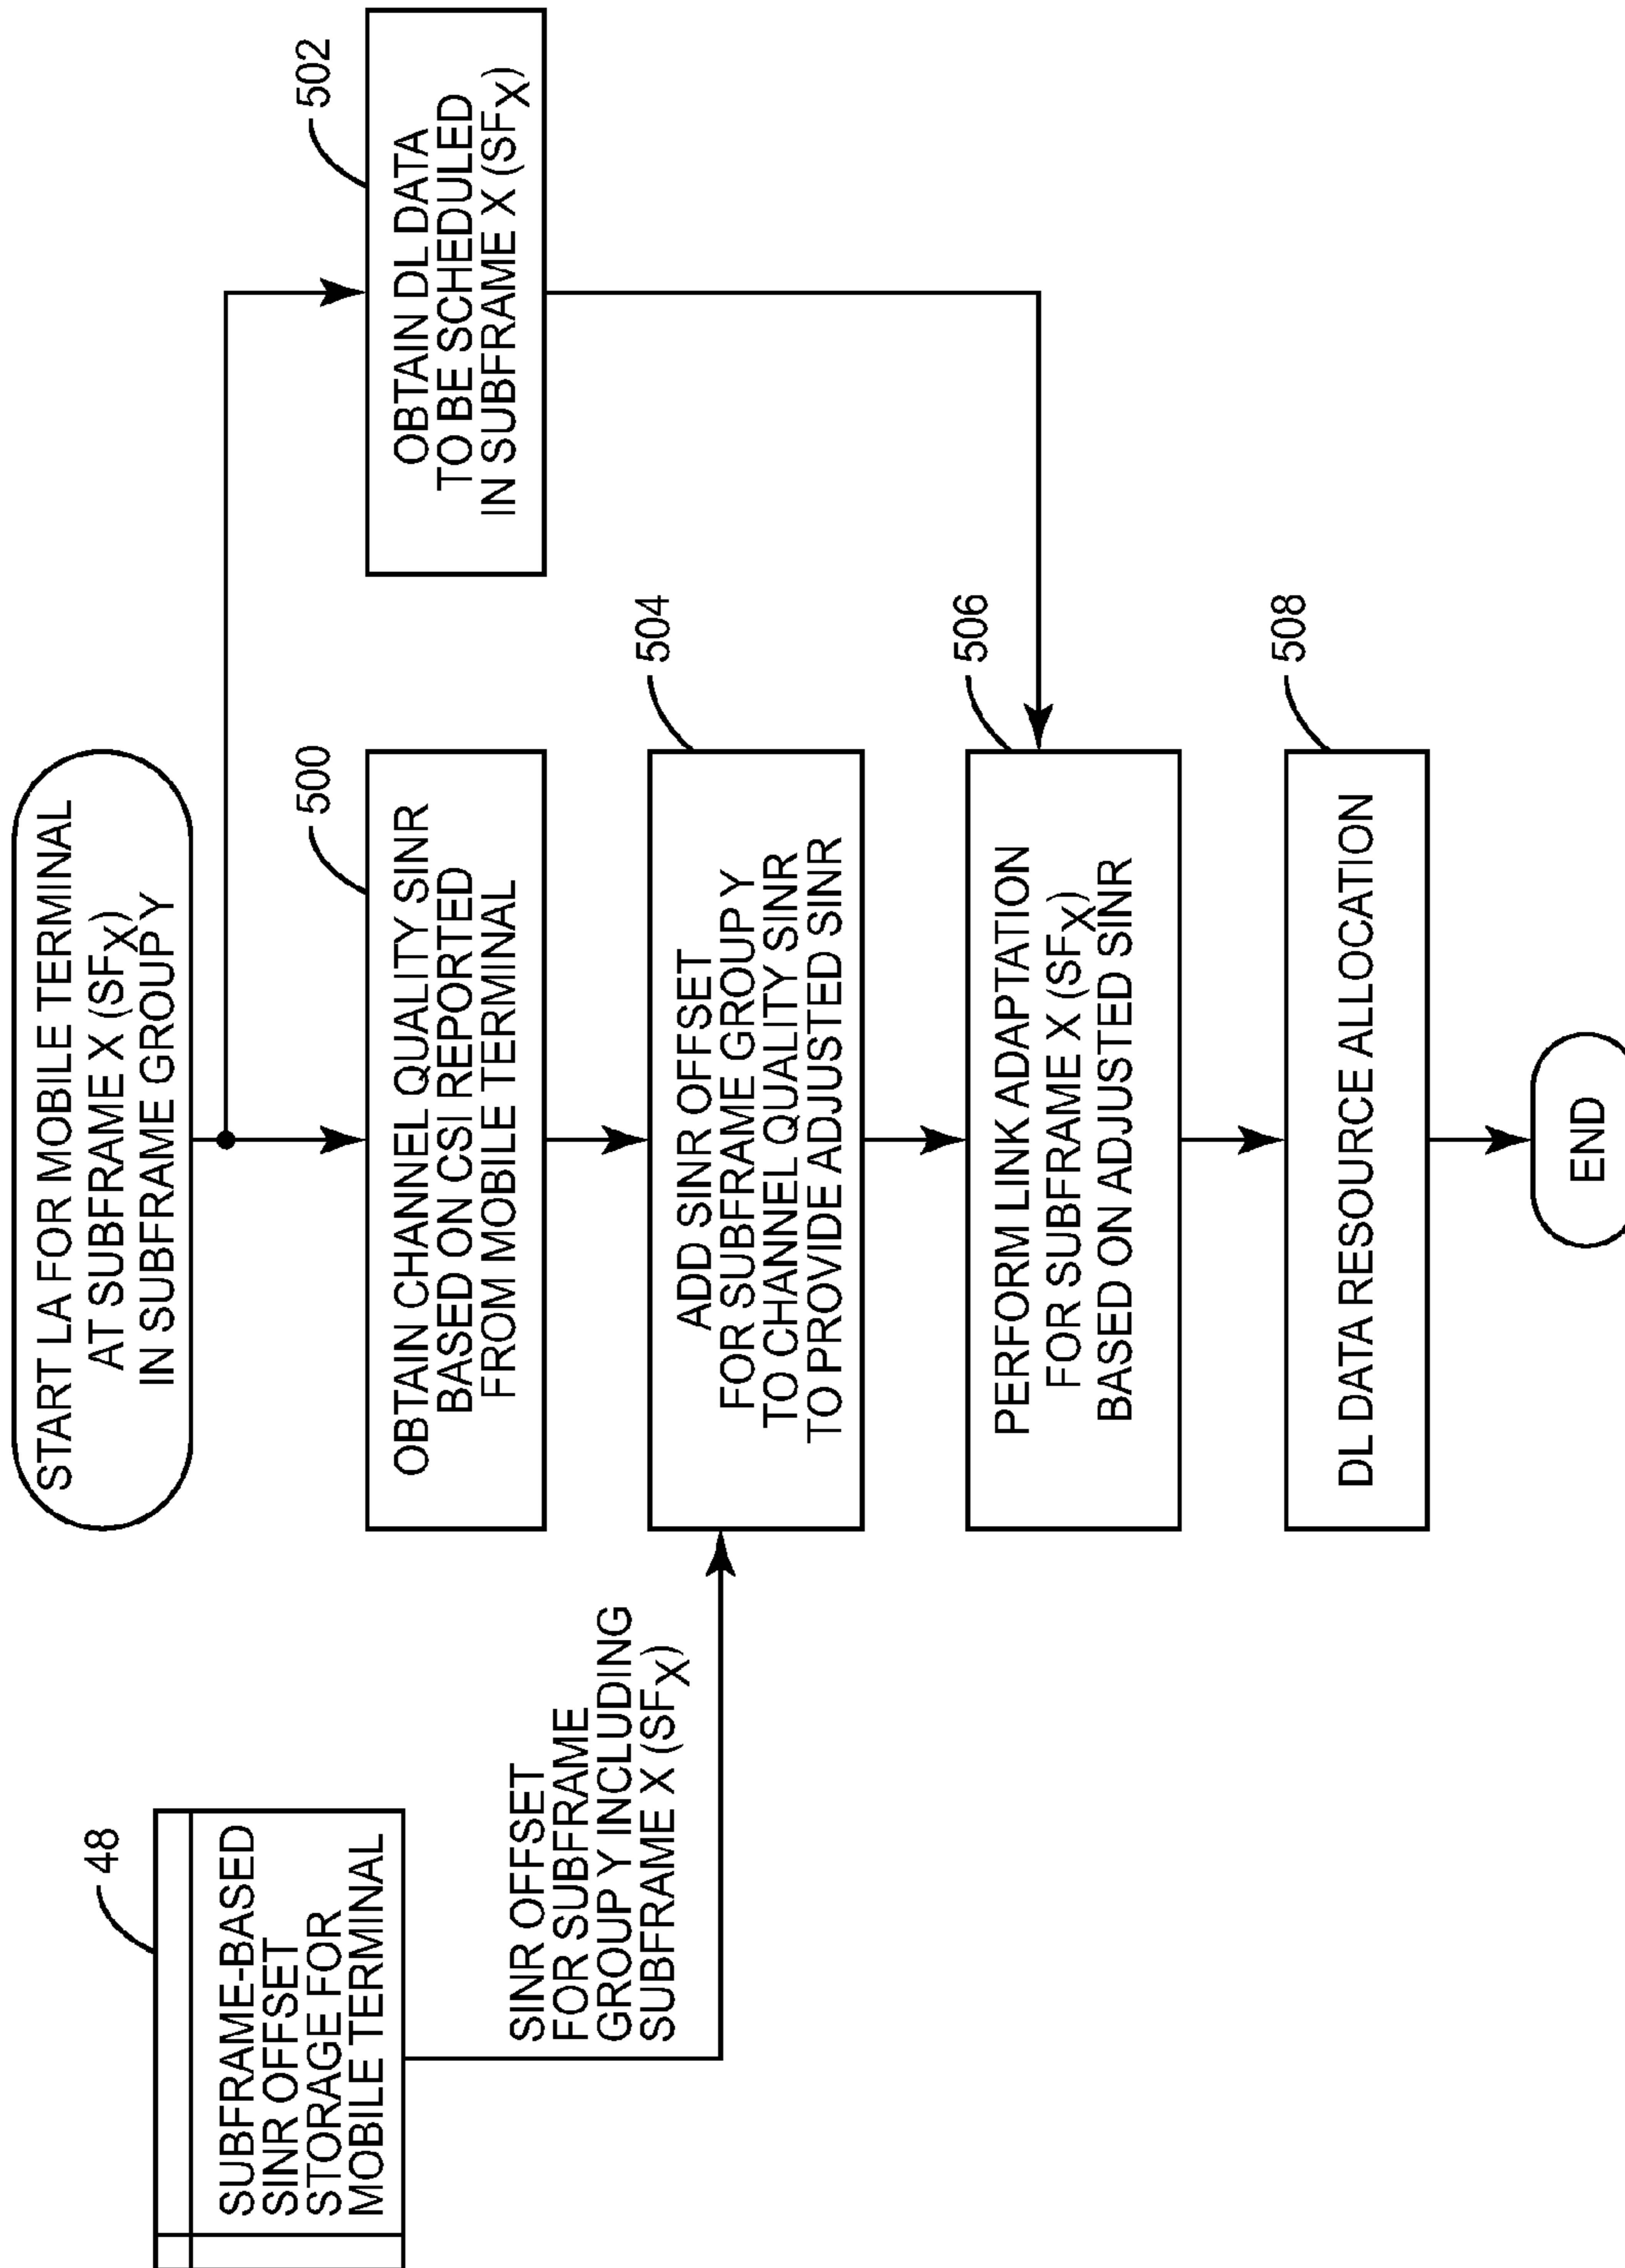 START LA FOR MOBILE TERMINAL
AT SUBFRAME X (SFX)
IN SUBFRAME GROUP Y
48
SUBFRAME-BASED
SINR OFFSET
STORAGE FOR
MOBILE TERMINAL
500
OBTAIN CHANNEL QUALITY SINR
BASED ON CSI REPORTED
FROM MOBILE TERMINAL
502
OBTAIN DL DATA
TO BE SCHEDULED
IN SUBFRAME X (SFX)
SINR OFFSET
FOR SUBFRAME
GROUP Y INCLUDING
SUBFRAME X (SFX)
504
ADD SINR OFFSET
FOR SUBFRAME GROUP Y
TO CHANNEL QUALITY SINR
TO PROVIDE ADJUSTED SINR
506
PERFORM LINK ADAPTATION
FOR SUBFRAME X (SFX)
BASED ON ADJUSTED SINR
508
DL DATA RESOURCE ALLOCATION
END